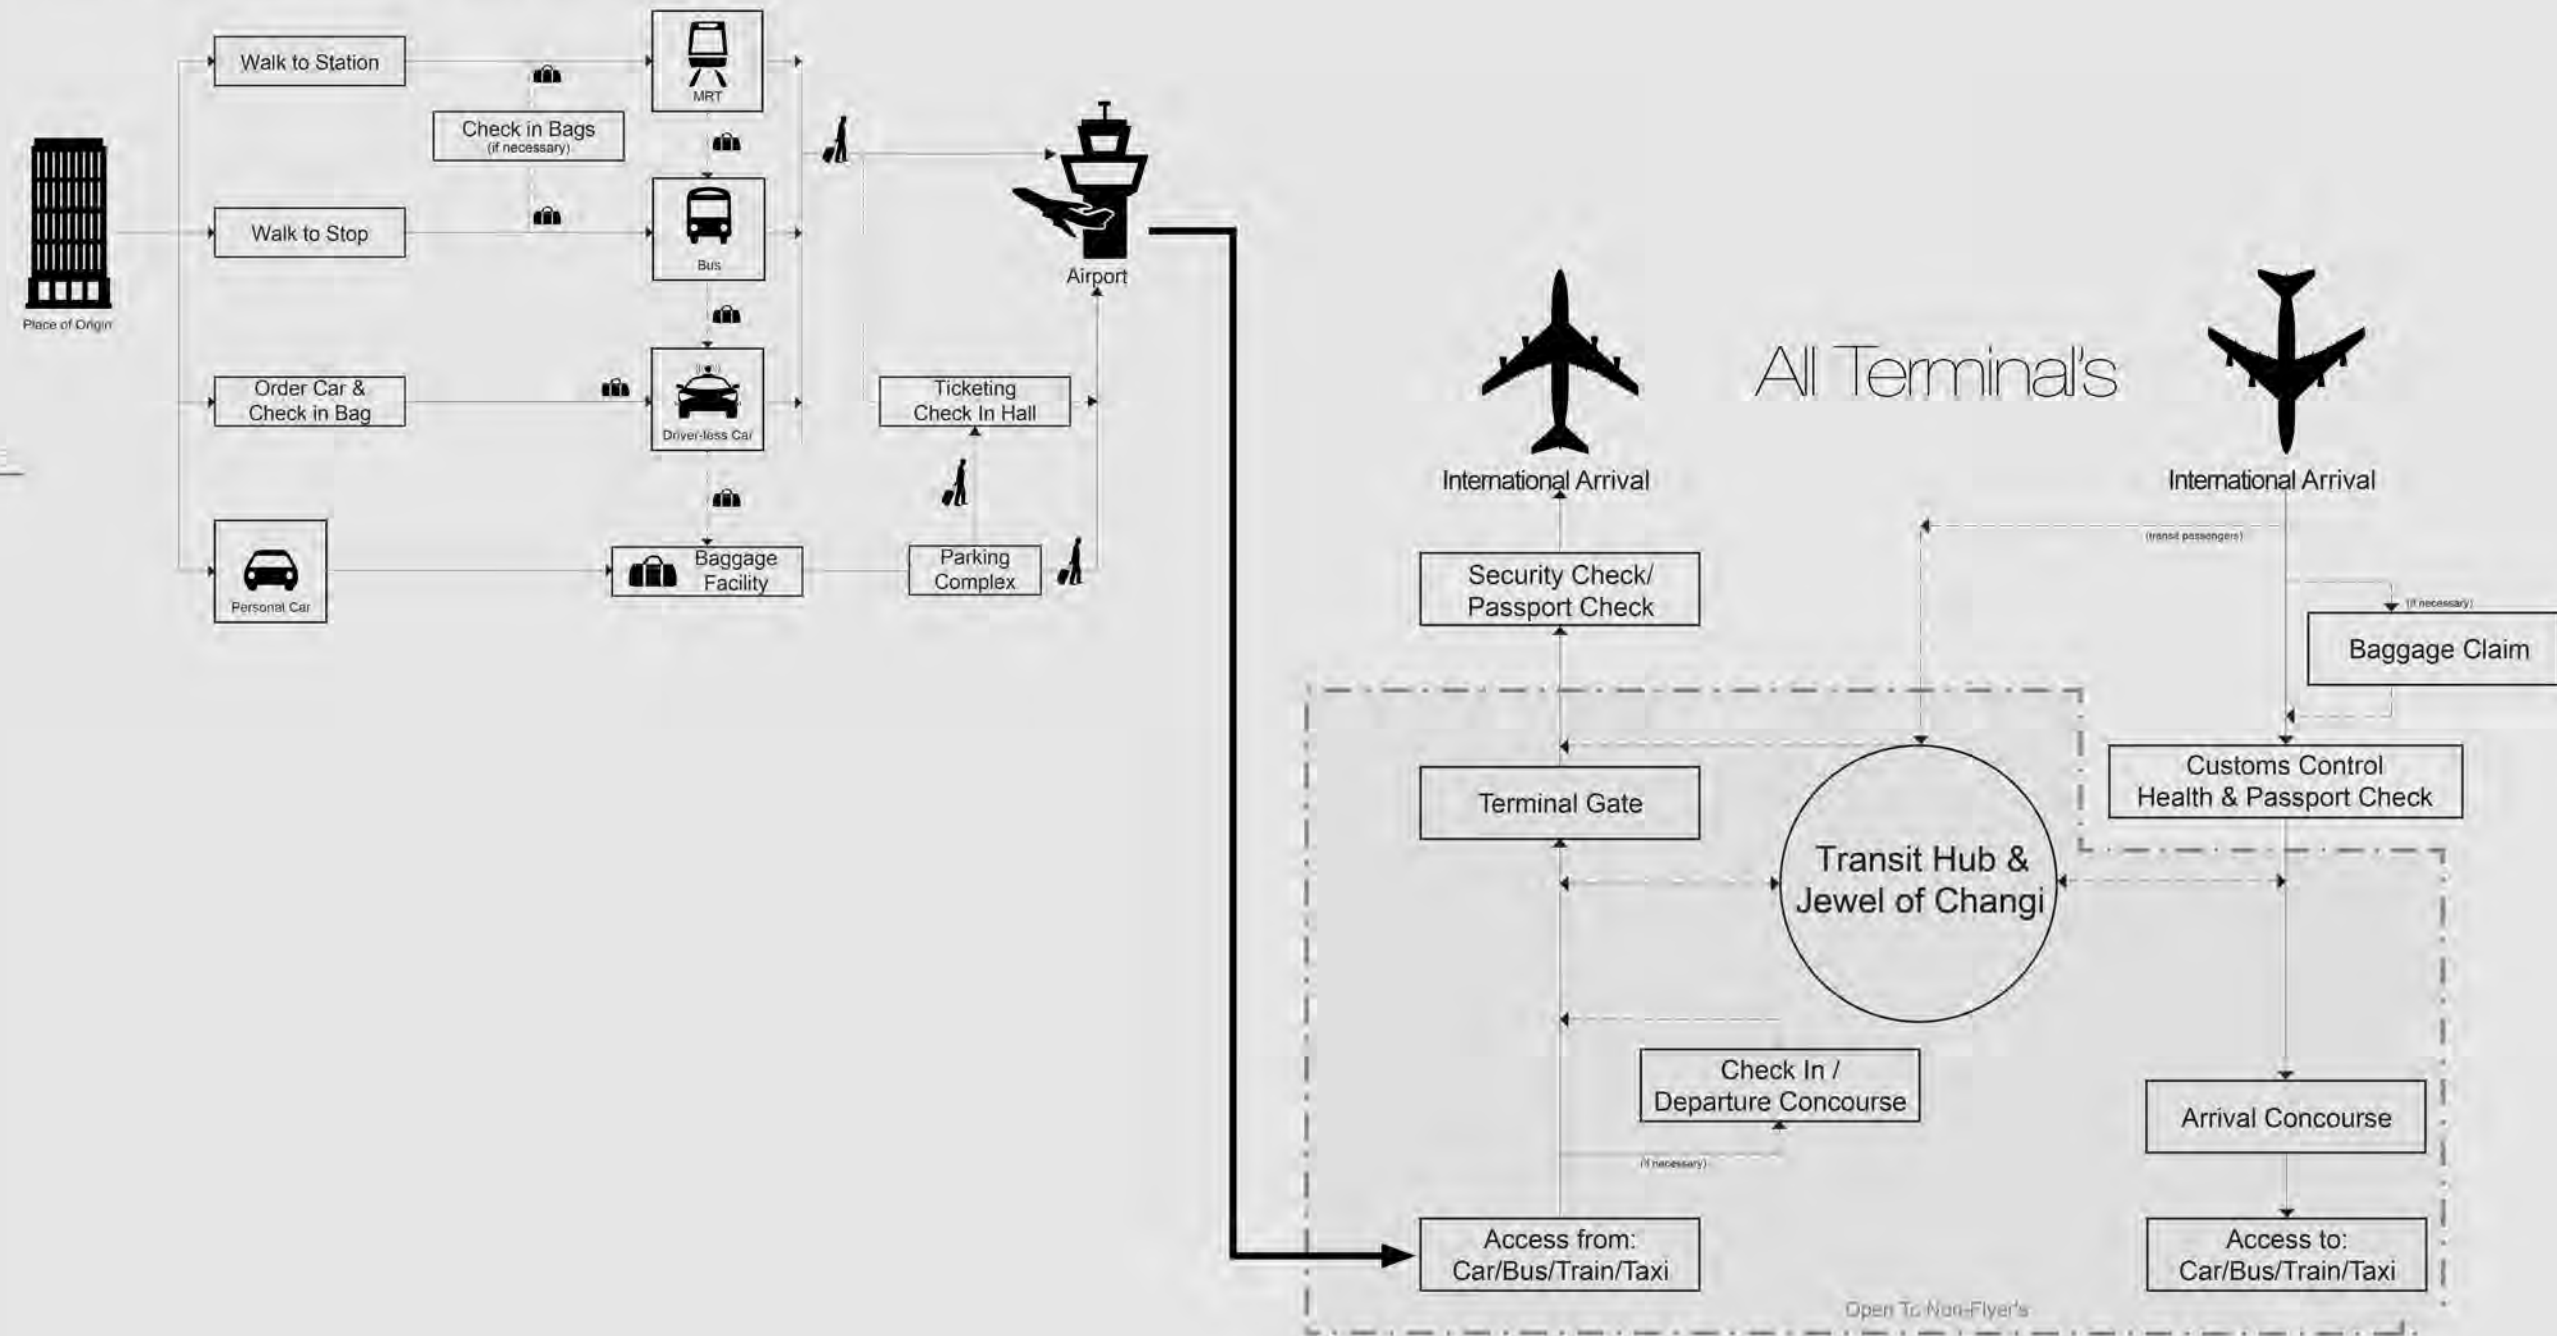 Walk to Station
MRT
Check in Bags
(if necessary)
Walk to Stop
Bus
Place of Origin
Airport
Order Car &
Check in Bag
Driver-less Car
Ticketing
Check In Hall
Personal Car
Baggage
Facility
Parking
Complex
All Terminal's
International Arrival
International Arrival
(transit passengers)
Security Check/
Passport Check
(if necessary)
Baggage Claim
Terminal Gate
Customs Control
Health & Passport Check
Transit Hub &
Jewel of Changi
Check In /
Departure Concourse
(if necessary)
Arrival Concourse
Access from:
Car/Bus/Train/Taxi
Access to:
Car/Bus/Train/Taxi
Open To Non-Flyer's